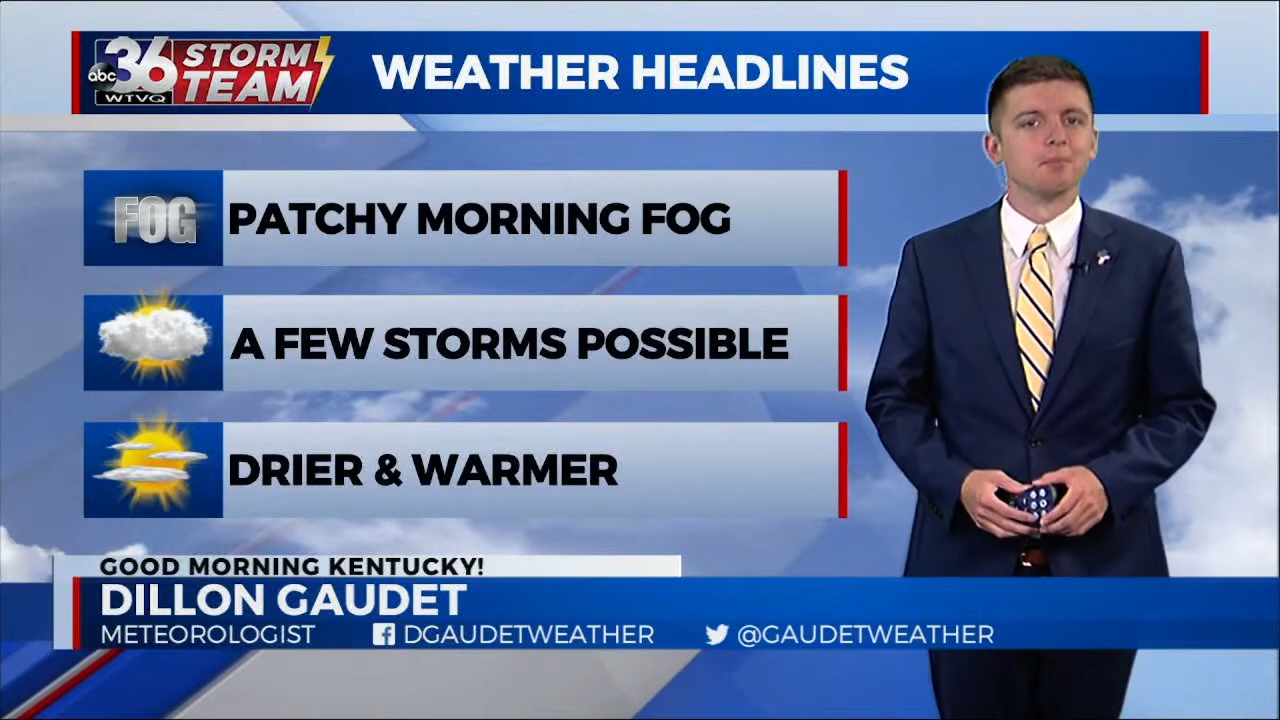 abc 36 STORM TEAM
WTVQ
WEATHER HEADLINES
FOG PATCHY MORNING FOG
A FEW STORMS POSSIBLE
DRIER & WARMER
GOOD MORNING KENTUCKY!
DILLON GAUDET
METEOROLOGIST DGAUDETWEATHER @GAUDETWEATHER